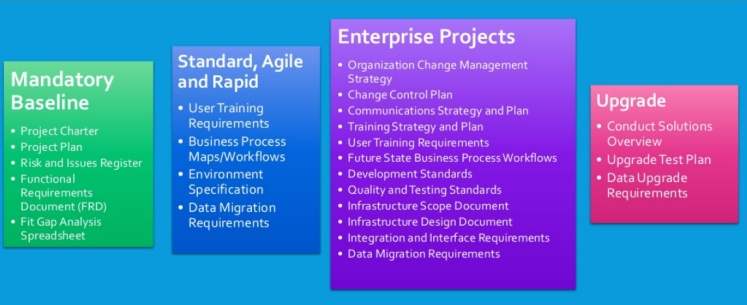 Mandatory
Baseline
• Project Charter
• Project Plan
• Risk and Issues Register
• Functional
Requirements
Document (FRD)
• Fit Gap Analysis
Spreadsheet
Standard, Agile
and Rapid
• User Training
Requirements
• Business Process
Maps/Workflows
• Environment
Specification
• Data Migration
Requirements
Enterprise Projects
• Organization Change Management
Strategy
• Change Control Plan
• Communications Strategy and Plan
• Training Strategy and Plan
• User Training Requirements
• Future State Business Process Workflows
• Development Standards
• Quality and Testing Standards
• Infrastructure Scope Document
• Infrastructure Design Document
• Integration and Interface Requirements
• Data Migration Requirements
Upgrade
• Conduct Solutions
Overview
• Upgrade Test Plan
• Data Upgrade
Requirements